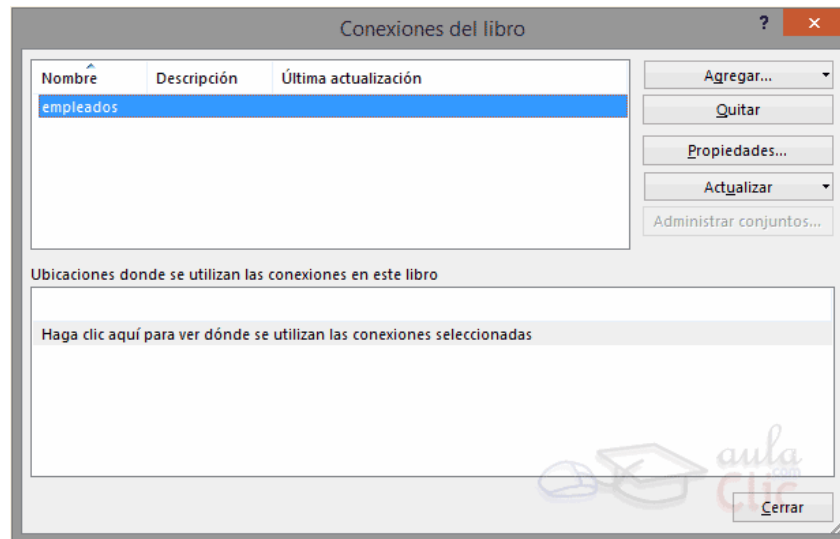 Conexiones del libro
?
Nombre Descripción Última actualización
empleados
Agregar...
Quitar
Propiedades...
Actualizar
Administrar conjuntos...
Ubicaciones donde se utilizan las conexiones en este libro
Haga clic aquí para ver dónde se utilizan las conexiones seleccionadas
aula
.com
Clic
Cerrar